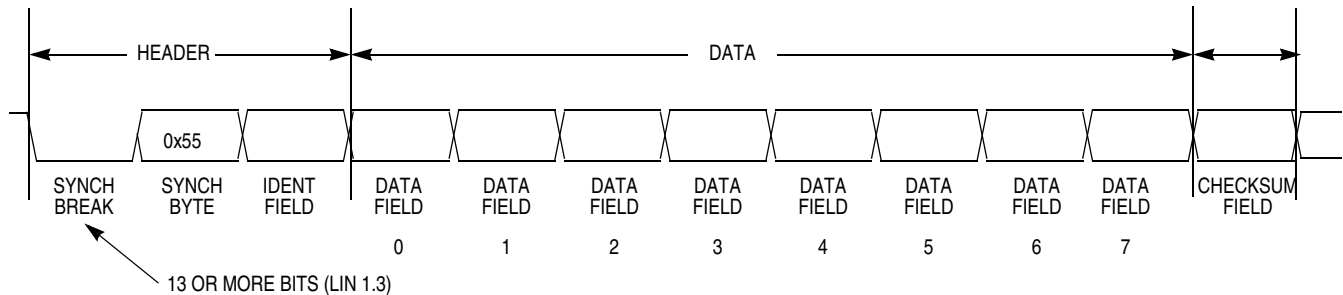 HEADER
DATA
0x55
SYNCH BREAK
SYNCH BYTE
IDENT FIELD
DATA FIELD 0
DATA FIELD 1
DATA FIELD 2
DATA FIELD 3
DATA FIELD 4
DATA FIELD 5
DATA FIELD 6
DATA FIELD 7
CHECKSUM FIELD
13 OR MORE BITS (LIN 1.3)